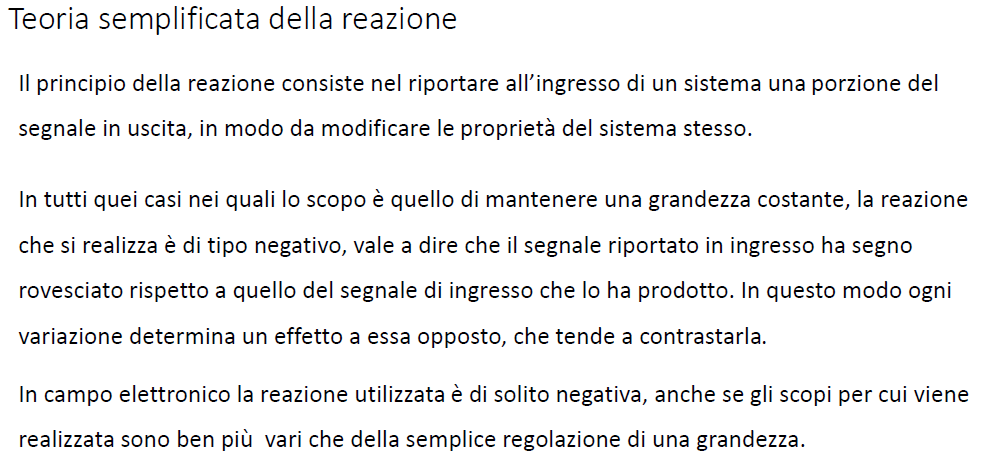 Teoria semplificata della reazione
Il principio della reazione consiste nel riportare all’ingresso di un sistema una porzione del
segnale in uscita, in modo da modificare le proprietà del sistema stesso.
In tutti quei casi nei quali lo scopo è quello di mantenere una grandezza costante, la reazione
che si realizza è di tipo negativo, vale a dire che il segnale riportato in ingresso ha segno
rovesciato rispetto a quello del segnale di ingresso che lo ha prodotto. In questo modo ogni
variazione determina un effetto a essa opposto, che tende a contrastarla.
In campo elettronico la reazione utilizzata è di solito negativa, anche se gli scopi per cui viene
realizzata sono ben più  vari che della semplice regolazione di una grandezza.